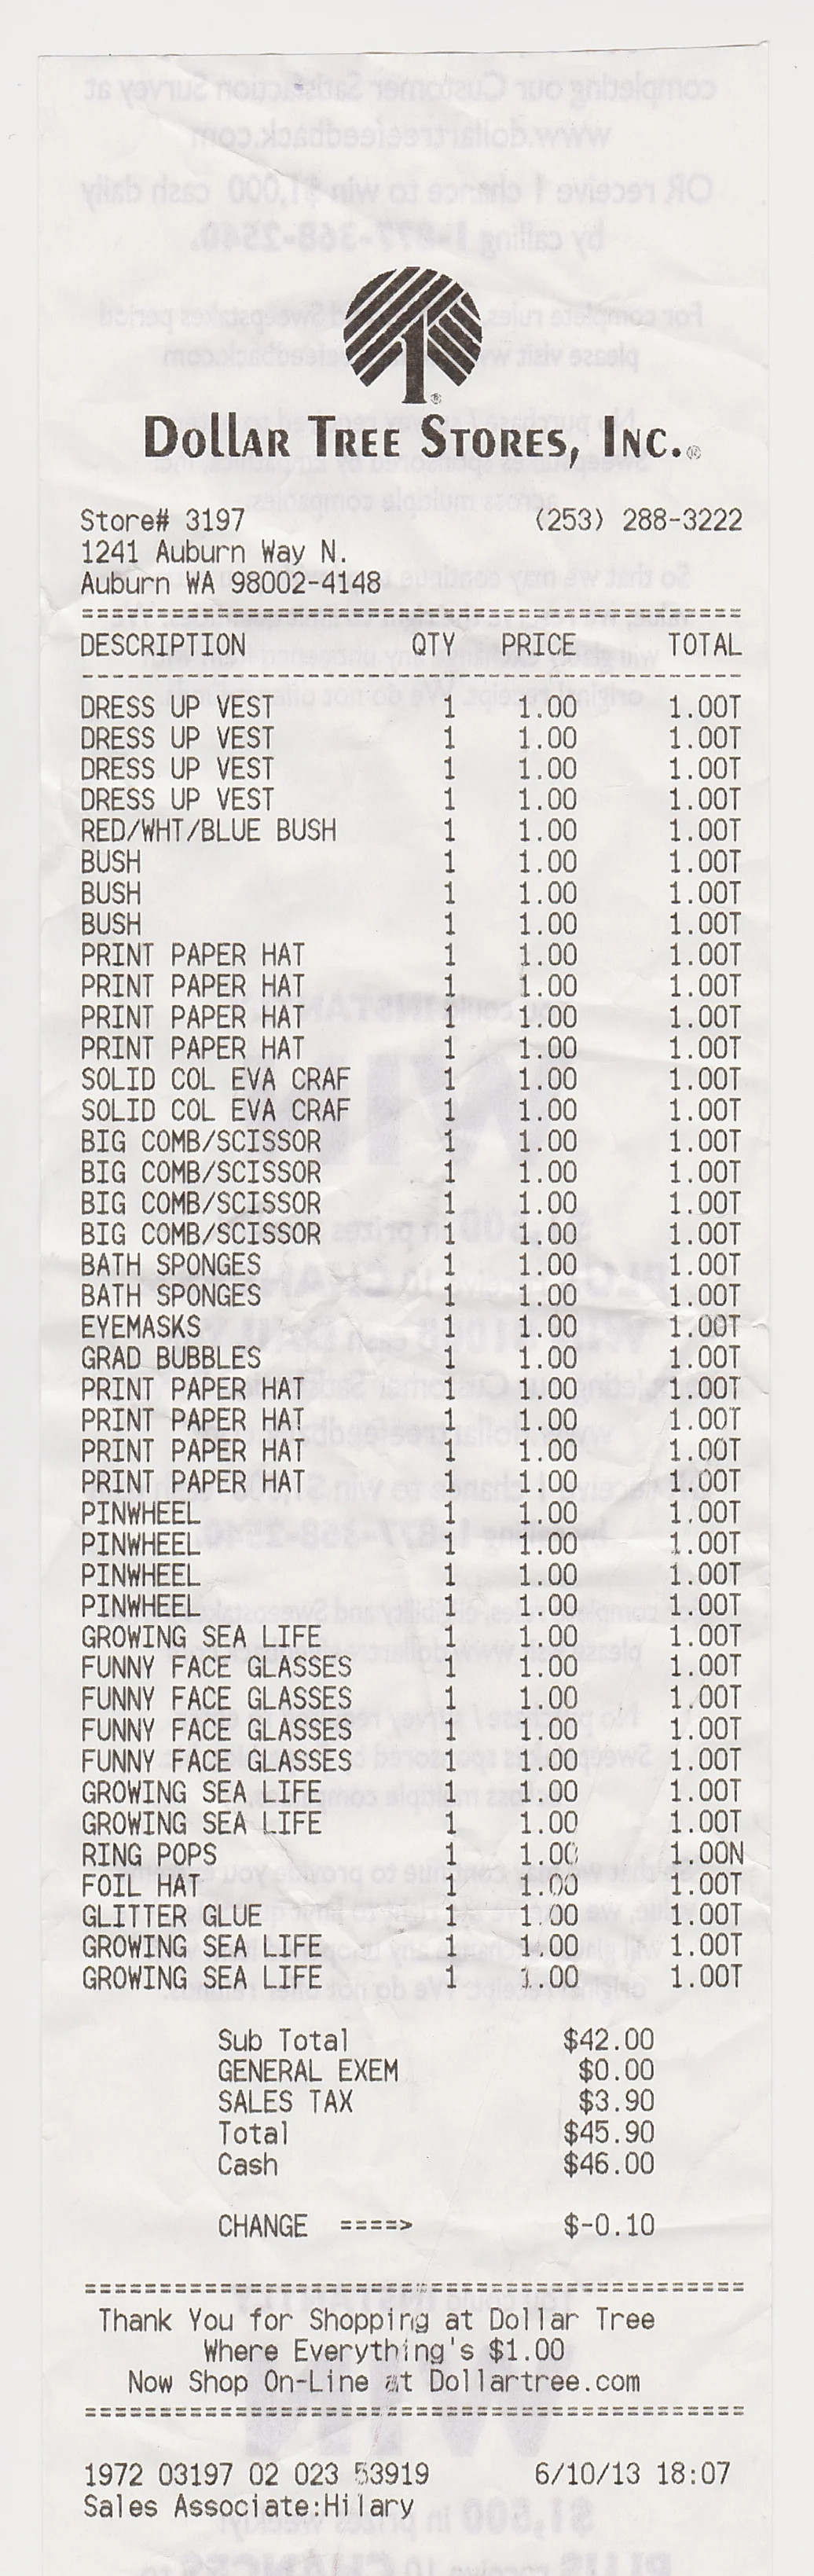 DOLLAR TREE STORES, INC.®
Store# 3197 (253) 288-3222
1241 Auburn Way N.
Auburn WA 98002-4148
============================================
DESCRIPTION QTY PRICE TOTAL
--------------------------------------------
DRESS UP VEST 1 1.00 1.00T
DRESS UP VEST 1 1.00 1.00T
DRESS UP VEST 1 1.00 1.00T
DRESS UP VEST 1 1.00 1.00T
RED/WHT/BLUE BUSH 1 1.00 1.00T
BUSH 1 1.00 1.00T
BUSH 1 1.00 1.00T
BUSH 1 1.00 1.00T
PRINT PAPER HAT 1 1.00 1.00T
PRINT PAPER HAT 1 1.00 1.00T
PRINT PAPER HAT 1 1.00 1.00T
PRINT PAPER HAT 1 1.00 1.00T
SOLID COL EVA CRAF 1 1.00 1.00T
SOLID COL EVA CRAF 1 1.00 1.00T
BIG COMB/SCISSOR 1 1.00 1.00T
BIG COMB/SCISSOR 1 1.00 1.00T
BIG COMB/SCISSOR 1 1.00 1.00T
BIG COMB/SCISSOR 1 1.00 1.00T
BATH SPONGES 1 1.00 1.00T
BATH SPONGES 1 1.00 1.00T
EYEMASKS 1 1.00 1.00T
GRAD BUBBLES 1 1.00 1.00T
PRINT PAPER HAT 1 1.00 1.00T
PRINT PAPER HAT 1 1.00 1.00T
PRINT PAPER HAT 1 1.00 1.00T
PRINT PAPER HAT 1 1.00 1.00T
PINWHEEL 1 1.00 1.00T
PINWHEEL 1 1.00 1.00T
PINWHEEL 1 1.00 1.00T
PINWHEEL 1 1.00 1.00T
GROWING SEA LIFE 1 1.00 1.00T
FUNNY FACE GLASSES 1 1.00 1.00T
FUNNY FACE GLASSES 1 1.00 1.00T
FUNNY FACE GLASSES 1 1.00 1.00T
FUNNY FACE GLASSES 1 1.00 1.00T
GROWING SEA LIFE 1 1.00 1.00T
GROWING SEA LIFE 1 1.00 1.00T
RING POPS 1 1.00 1.00N
FOIL HAT 1 1.00 1.00T
GLITTER GLUE 1 1.00 1.00T
GROWING SEA LIFE 1 1.00 1.00T
GROWING SEA LIFE 1 1.00 1.00T
Sub Total $42.00
GENERAL EXEM $0.00
SALES TAX $3.90
Total $45.90
Cash $46.00
CHANGE ====> $-0.10
============================================
Thank You for Shopping at Dollar Tree
Where Everything's $1.00
Now Shop On-Line at Dollartree.com
============================================
1972 03197 02 023 53919 6/10/13 18:07
Sales Associate:Hilary